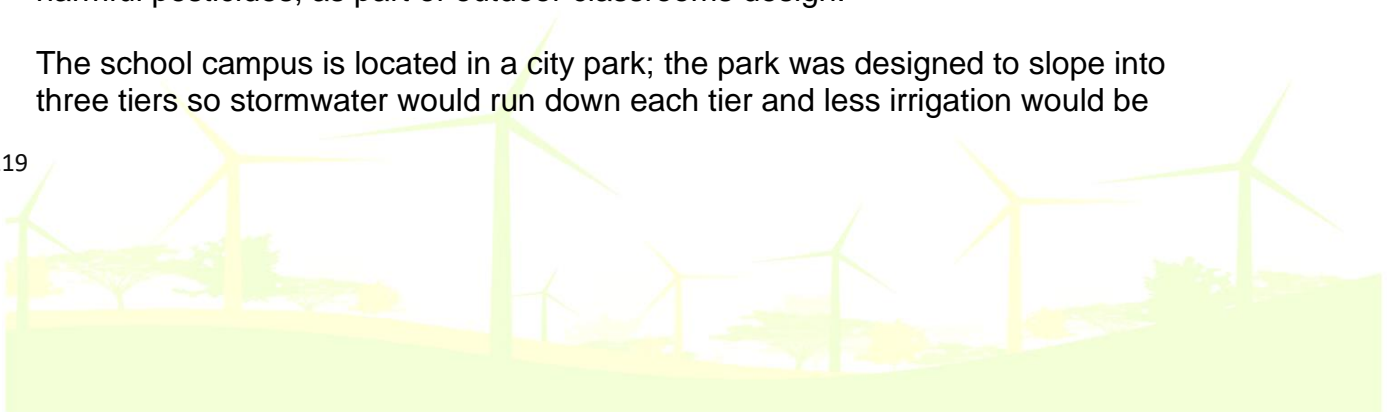 harmful pesticides, as part of outdoor classrooms design.
The school campus is located in a city park; the park was designed to slope into
three tiers so stormwater would run down each tier and less irrigation would be
19